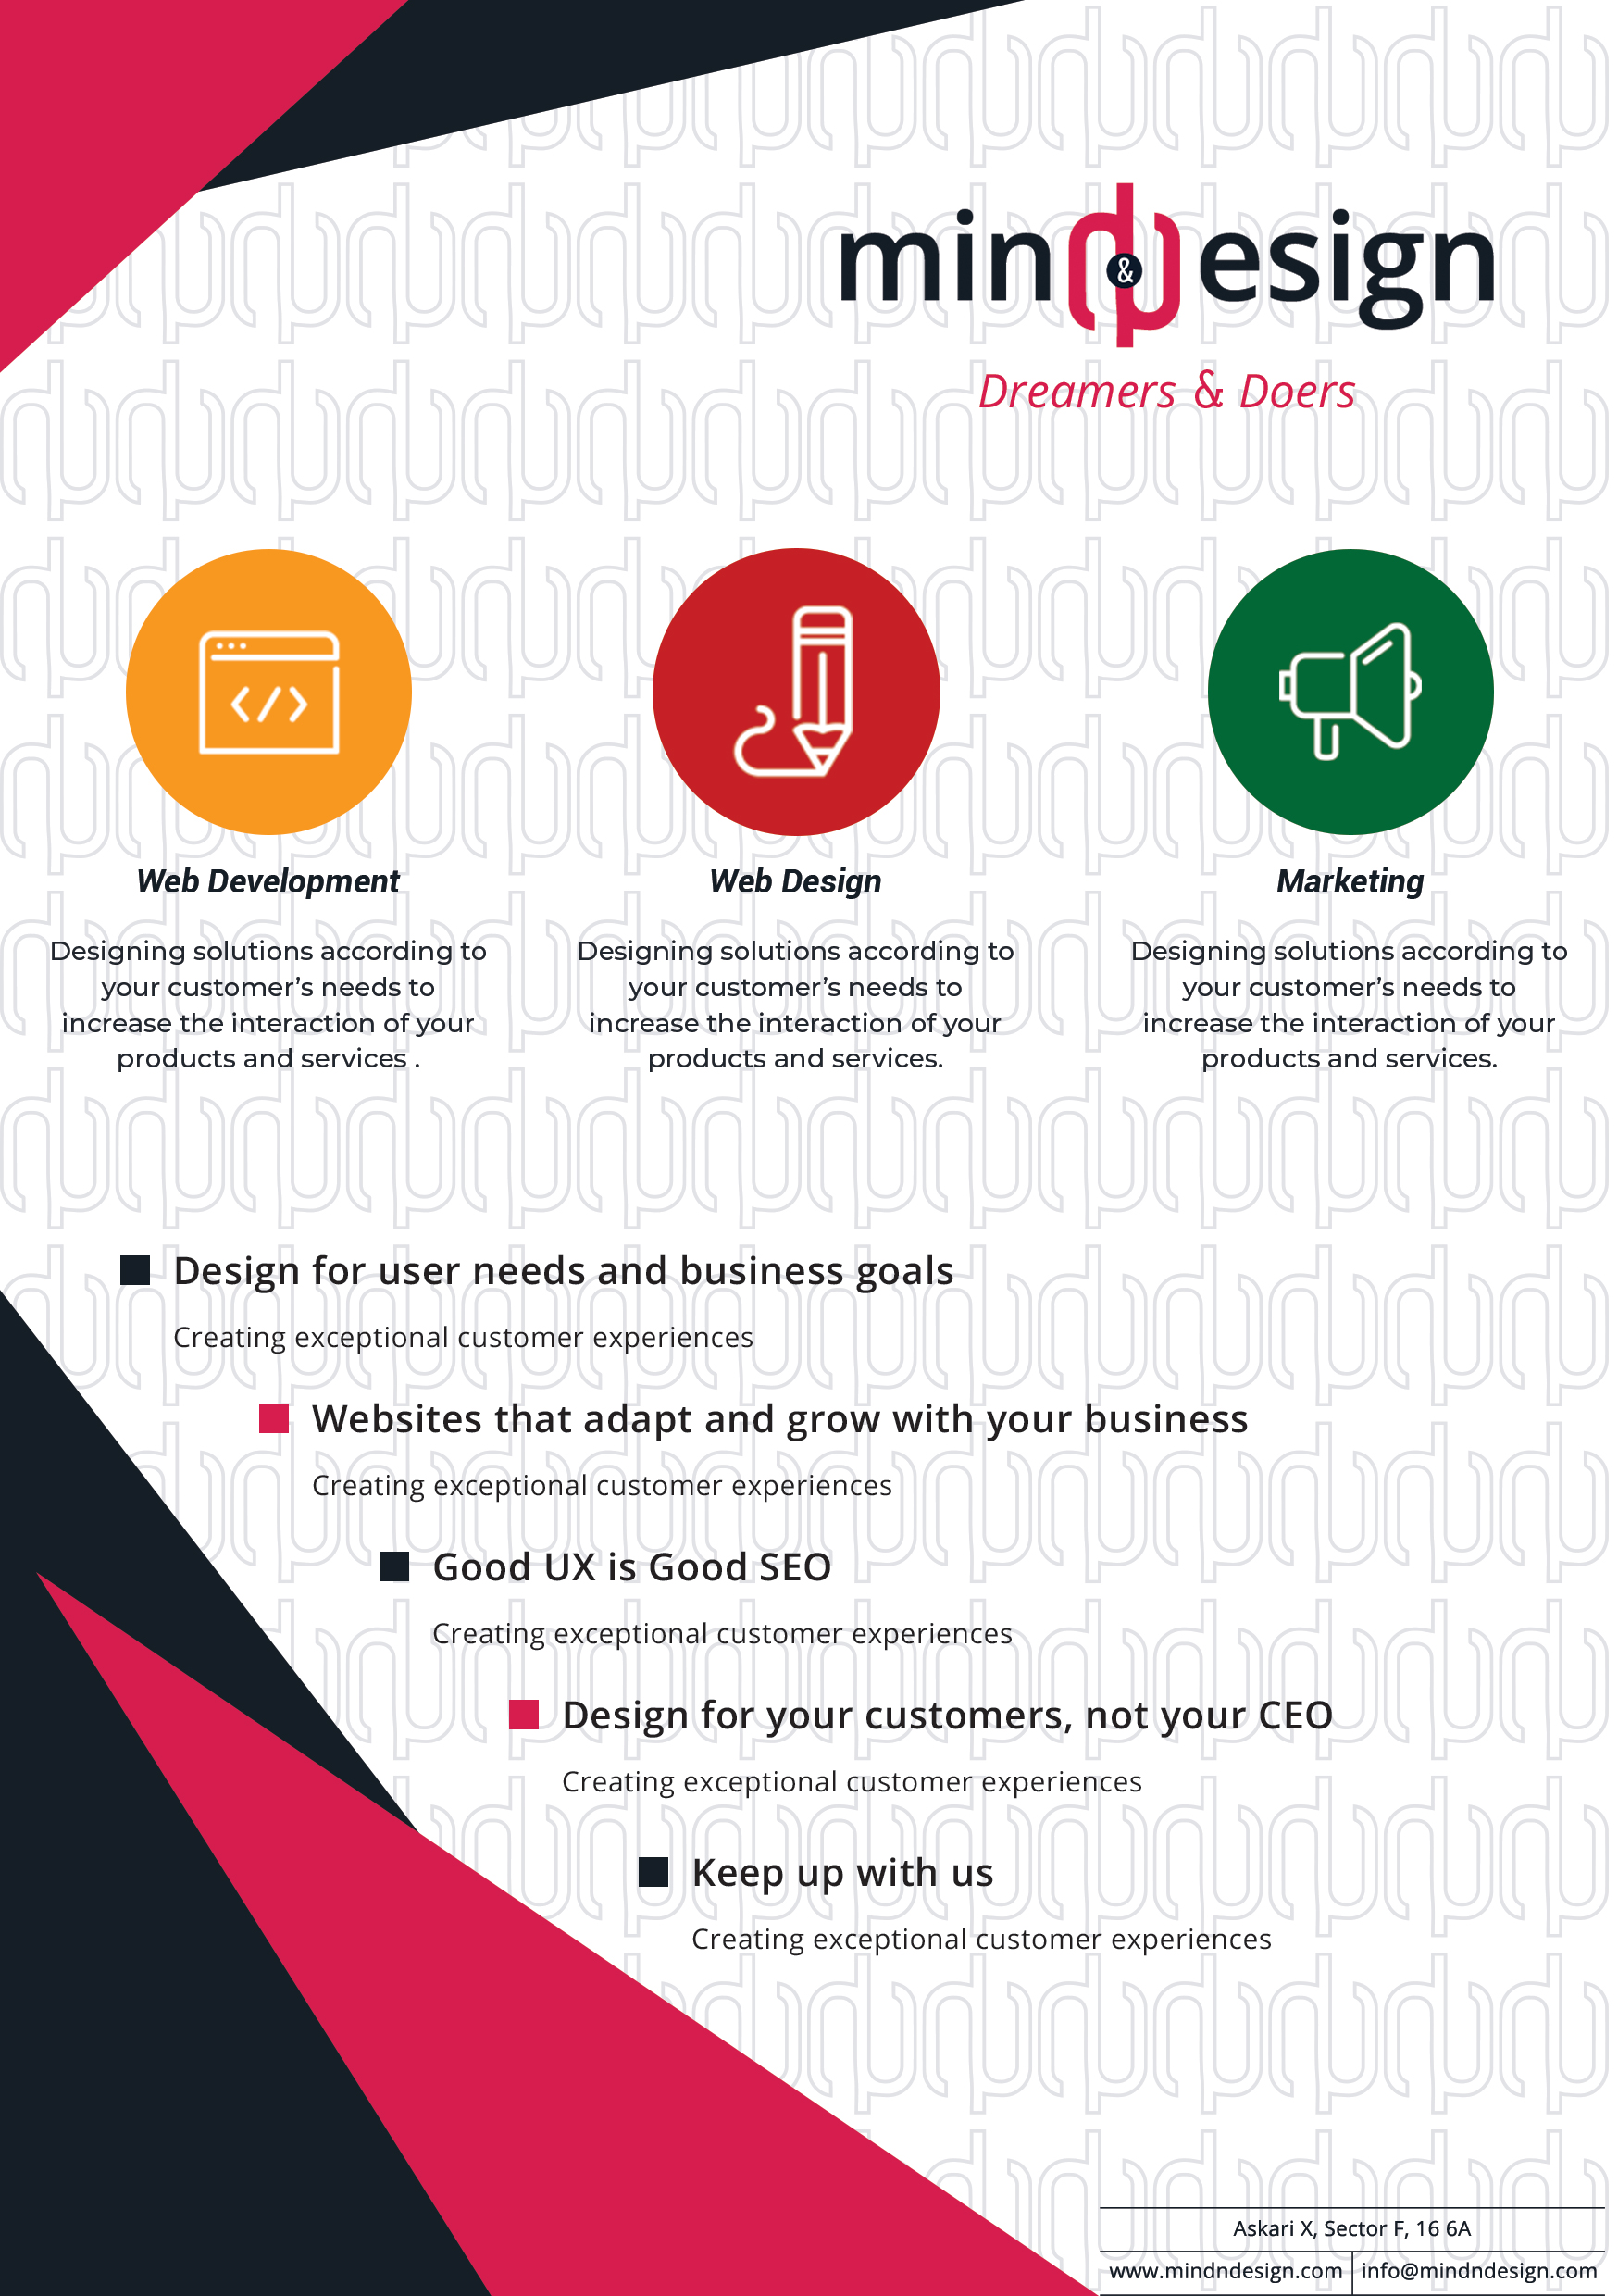 mind&design
Dreamers & Doers
Web Development
Designing solutions according to
your customer's needs to
increase the interaction of your
products and services .
Web Design
Designing solutions according to
your customer's needs to
increase the interaction of your
products and services.
Marketing
Designing solutions according to
your customer's needs to
increase the interaction of your
products and services.
Design for user needs and business goals
Creating exceptional customer experiences
Websites that adapt and grow with your business
Creating exceptional customer experiences
Good UX is Good SEO
Creating exceptional customer experiences
Design for your customers, not your CEO
Creating exceptional customer experiences
Keep up with us
Creating exceptional customer experiences
Askari X, Sector F, 16 6A
www.mindndesign.com info@mindndesign.com